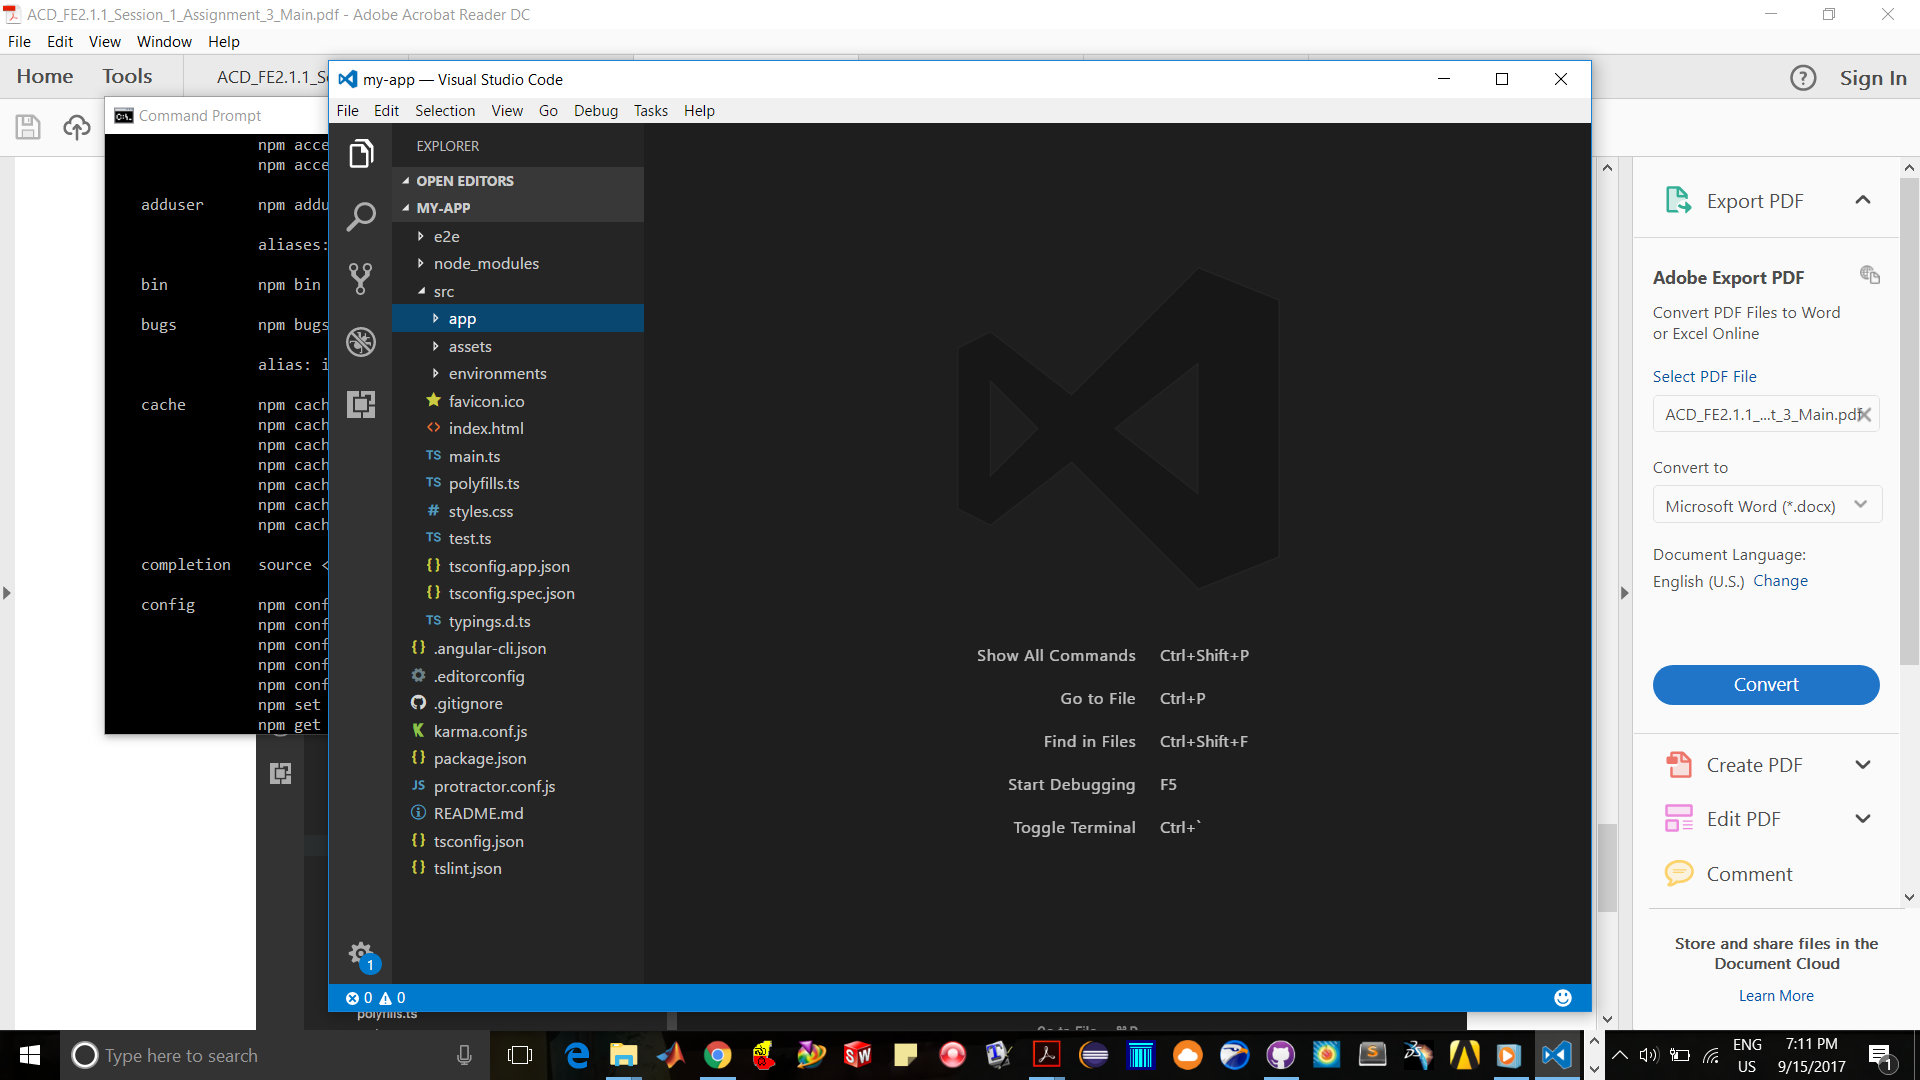 ACD_FE2.1.1_Session_1_Assignment_3_Main.pdf - Adobe Acrobat Reader DC
File Edit View Window Help
Home Tools ACD_FE2.1.1_S
Sign In
Command Prompt
npm acce
npm acce
adduser npm addu
aliases:
bin npm bin
bugs npm bugs
alias: i
cache npm cach
npm cach
npm cach
npm cach
npm cach
npm cach
npm cach
completion source <
config npm conf
npm conf
npm conf
npm conf
npm conf
npm set
npm get
my-app — Visual Studio Code
File Edit Selection View Go Debug Tasks Help
EXPLORER
OPEN EDITORS
MY-APP
e2e
node_modules
src
app
assets
environments
favicon.ico
<> index.html
TS main.ts
TS polyfills.ts
# styles.css
TS test.ts
{} tsconfig.app.json
{} tsconfig.spec.json
TS typings.d.ts
{} .angular-cli.json
.editorconfig
.gitignore
karma.conf.js
{} package.json
JS protractor.conf.js
README.md
{} tsconfig.json
{} tslint.json
1
0 0
Show All Commands Ctrl+Shift+P
Go to File Ctrl+P
Find in Files Ctrl+Shift+F
Start Debugging F5
Toggle Terminal Ctrl+`
polyfills.ts
Export PDF
Adobe Export PDF
Convert PDF Files to Word
or Excel Online
Select PDF File
ACD_FE2.1.1_...t_3_Main.pdf
Convert to
Microsoft Word (*.docx)
Document Language:
English (U.S.) Change
Convert
Create PDF
Edit PDF
Comment
Store and share files in the
Document Cloud
Learn More
Type here to search
SW
ENG
US
7:11 PM
9/15/2017
1